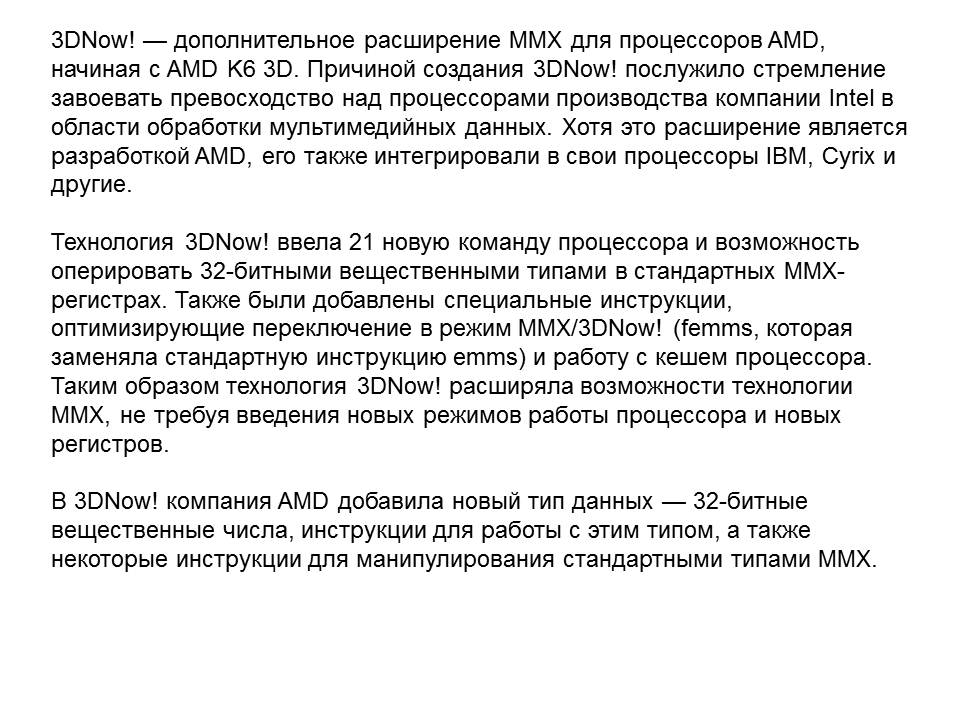 3DNow! — дополнительное расширение MMX для процессоров AMD,
начиная с AMD K6 3D. Причиной создания 3DNow! послужило стремление
завоевать превосходство над процессорами производства компании Intel в
области обработки мультимедийных данных. Хотя это расширение является
разработкой AMD, его также интегрировали в свои процессоры IBM, Cyrix и
другие.

Технология 3DNow! ввела 21 новую команду процессора и возможность
оперировать 32-битными вещественными типами в стандартных MMX-
регистрах. Также были добавлены специальные инструкции,
оптимизирующие переключение в режим MMX/3DNow! (femms, которая
заменяла стандартную инструкцию emms) и работу с кешем процессора.
Таким образом технология 3DNow! расширяла возможности технологии
MMX, не требуя введения новых режимов работы процессора и новых
регистров.

В 3DNow! компания AMD добавила новый тип данных — 32-битные
вещественные числа, инструкции для работы с этим типом, а также
некоторые инструкции для манипулирования стандартными типами MMX.